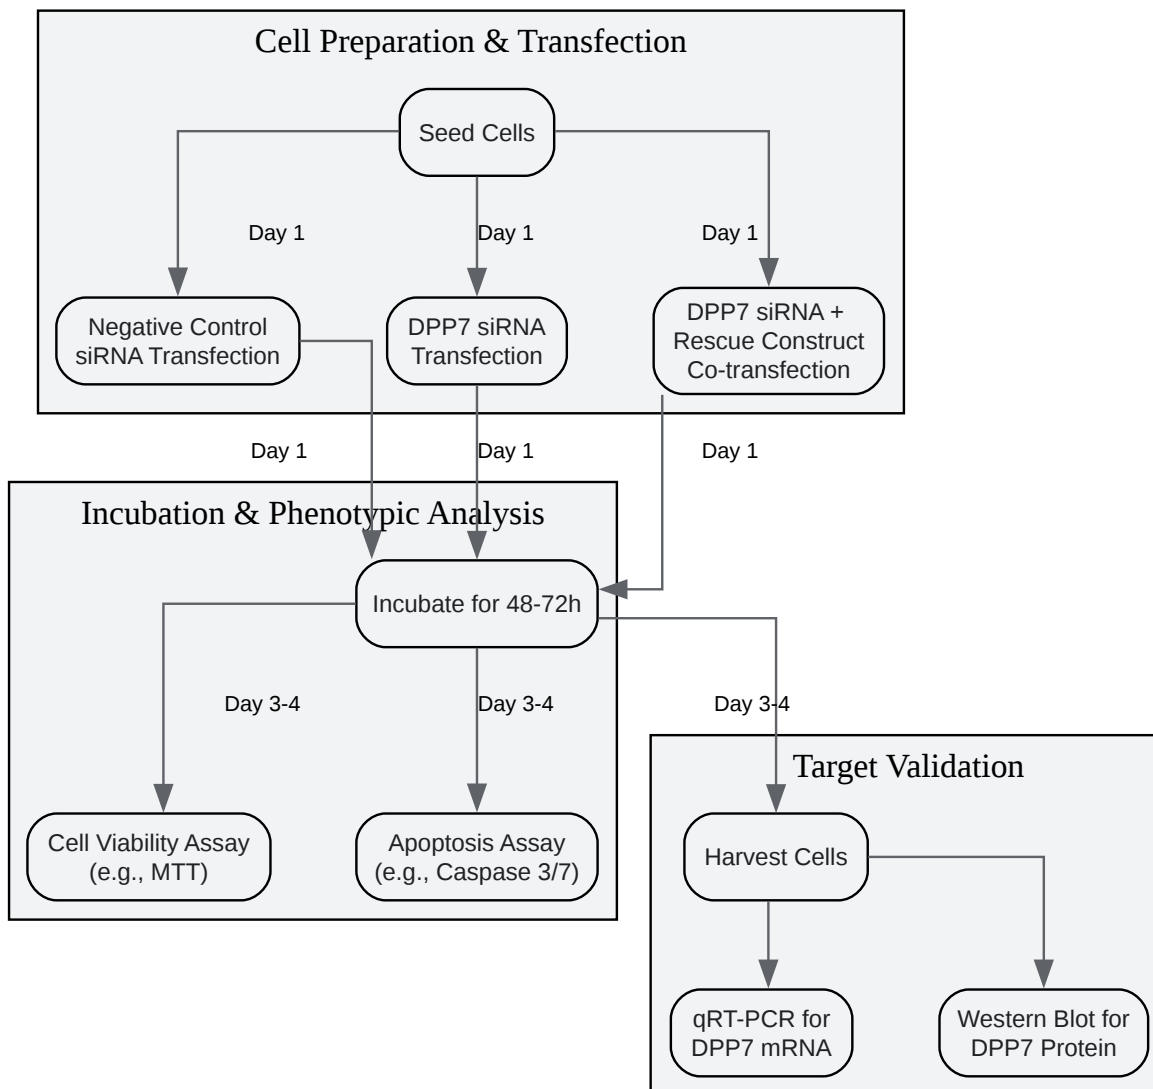 Cell Preparation & Transfection
Seed Cells
Day 1
Day 1
Day 1
Negative Control
siRNA Transfection
DPP7 siRNA
Transfection
DPP7 siRNA +
Rescue Construct
Co-transfection
Day 1
Day 1
Day 1
Incubation & Phenotypic Analysis
Incubate for 48-72h
Day 3-4
Day 3-4
Day 3-4
Target Validation
Cell Viability Assay
(e.g., MTT)
Apoptosis Assay
(e.g., Caspase 3/7)
Harvest Cells
qRT-PCR for
DPP7 mRNA
Western Blot for
DPP7 Protein